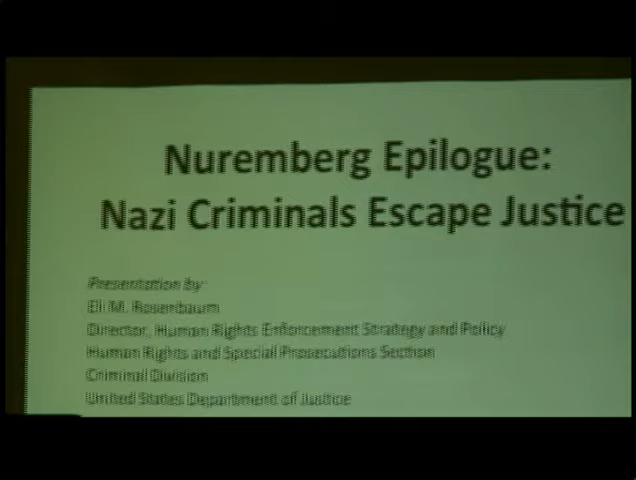 Nuremberg Epilogue:
Nazi Criminals Escape Justice
Presentation by
Eli M. Rosenbaum
Director, Human Rights Enforcement Strategy and Policy
Human Rights and Special Prosecutions Section
Criminal Division
United States Department of Justice